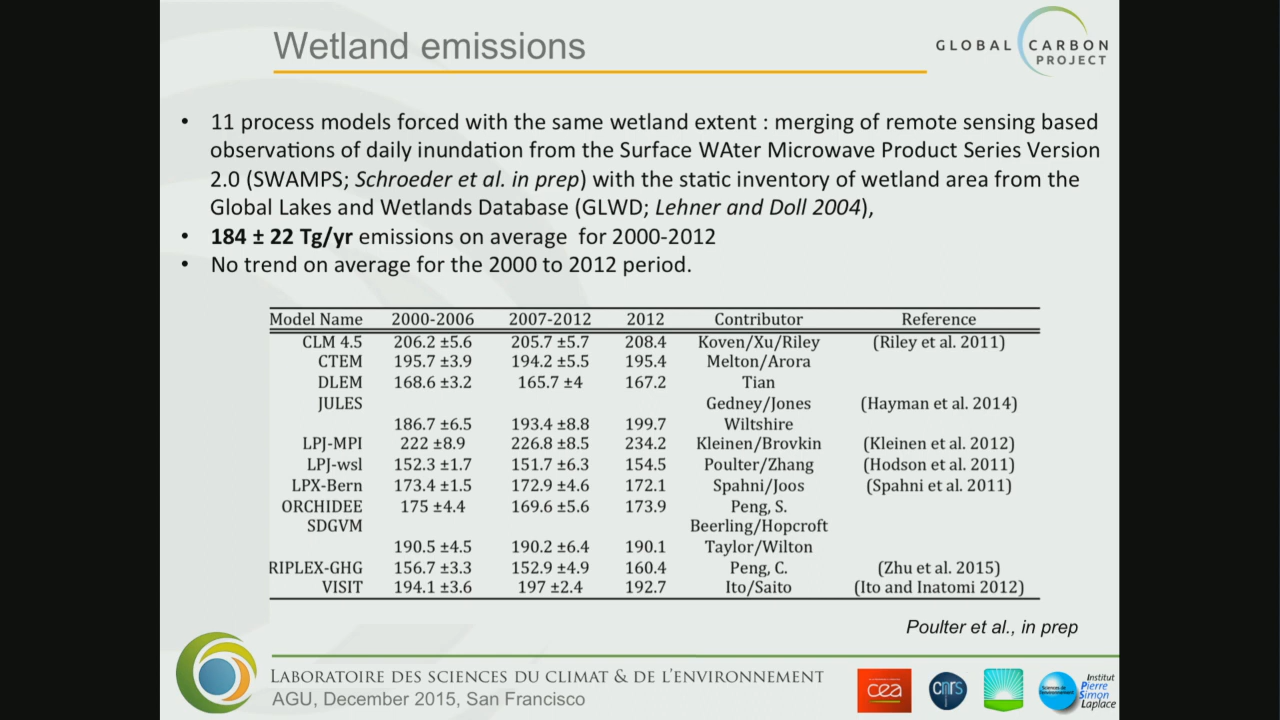 Wetland emissions
GLOBAL CARBON
PROJECT
• 11 process models forced with the same wetland extent : merging of remote sensing based
observations of daily inundation from the Surface WAter Microwave Product Series Version
2.0 (SWAMPS; Schroeder et al. in prep) with the static inventory of wetland area from the
Global Lakes and Wetlands Database (GLWD; Lehner and Doll 2004),
• 184 ± 22 Tg/yr emissions on average for 2000-2012
• No trend on average for the 2000 to 2012 period.
Model Name 2000-2006 2007-2012 2012 Contributor Reference
CLM 4.5 206.2 ±5.6 205.7 ±5.7 208.4 Koven/Xu/Riley (Riley et al. 2011)
CTEM 195.7 ±3.9 194.2 ±5.5 195.4 Melton/Arora
DLEM 168.6 ±3.2 165.7 ±4 167.2 Tian
JULES Gedney/Jones (Hayman et al. 2014)
186.7 ±6.5 193.4 ±8.8 199.7 Wiltshire
LPJ-MPI 222 ±8.9 226.8 ±8.5 234.2 Kleinen/Brovkin (Kleinen et al. 2012)
LPJ-wsl 152.3 ±1.7 151.7 ±6.3 154.5 Poulter/Zhang (Hodson et al. 2011)
LPX-Bern 173.4 ±1.5 172.9 ±4.6 172.1 Spahni/Joos (Spahni et al. 2011)
ORCHIDEE 175 ±4.4 169.6 ±5.6 173.9 Peng, S.
SDGVM Beerling/Hopcroft
190.5 ±4.5 190.2 ±6.4 190.1 Taylor/Wilton
RIPLEX-GHG 156.7 ±3.3 152.9 ±4.9 160.4 Peng, C. (Zhu et al. 2015)
VISIT 194.1 ±3.6 197 ±2.4 192.7 Ito/Saito (Ito and Inatomi 2012)
Poulter et al., in prep
LABORATOIRE DES SCIENCES DU CLIMAT & DE L'ENVIRONNEMENT
AGU, December 2015, San Francisco
cea
cnrs
Institut
Pierre
Simon
Laplace